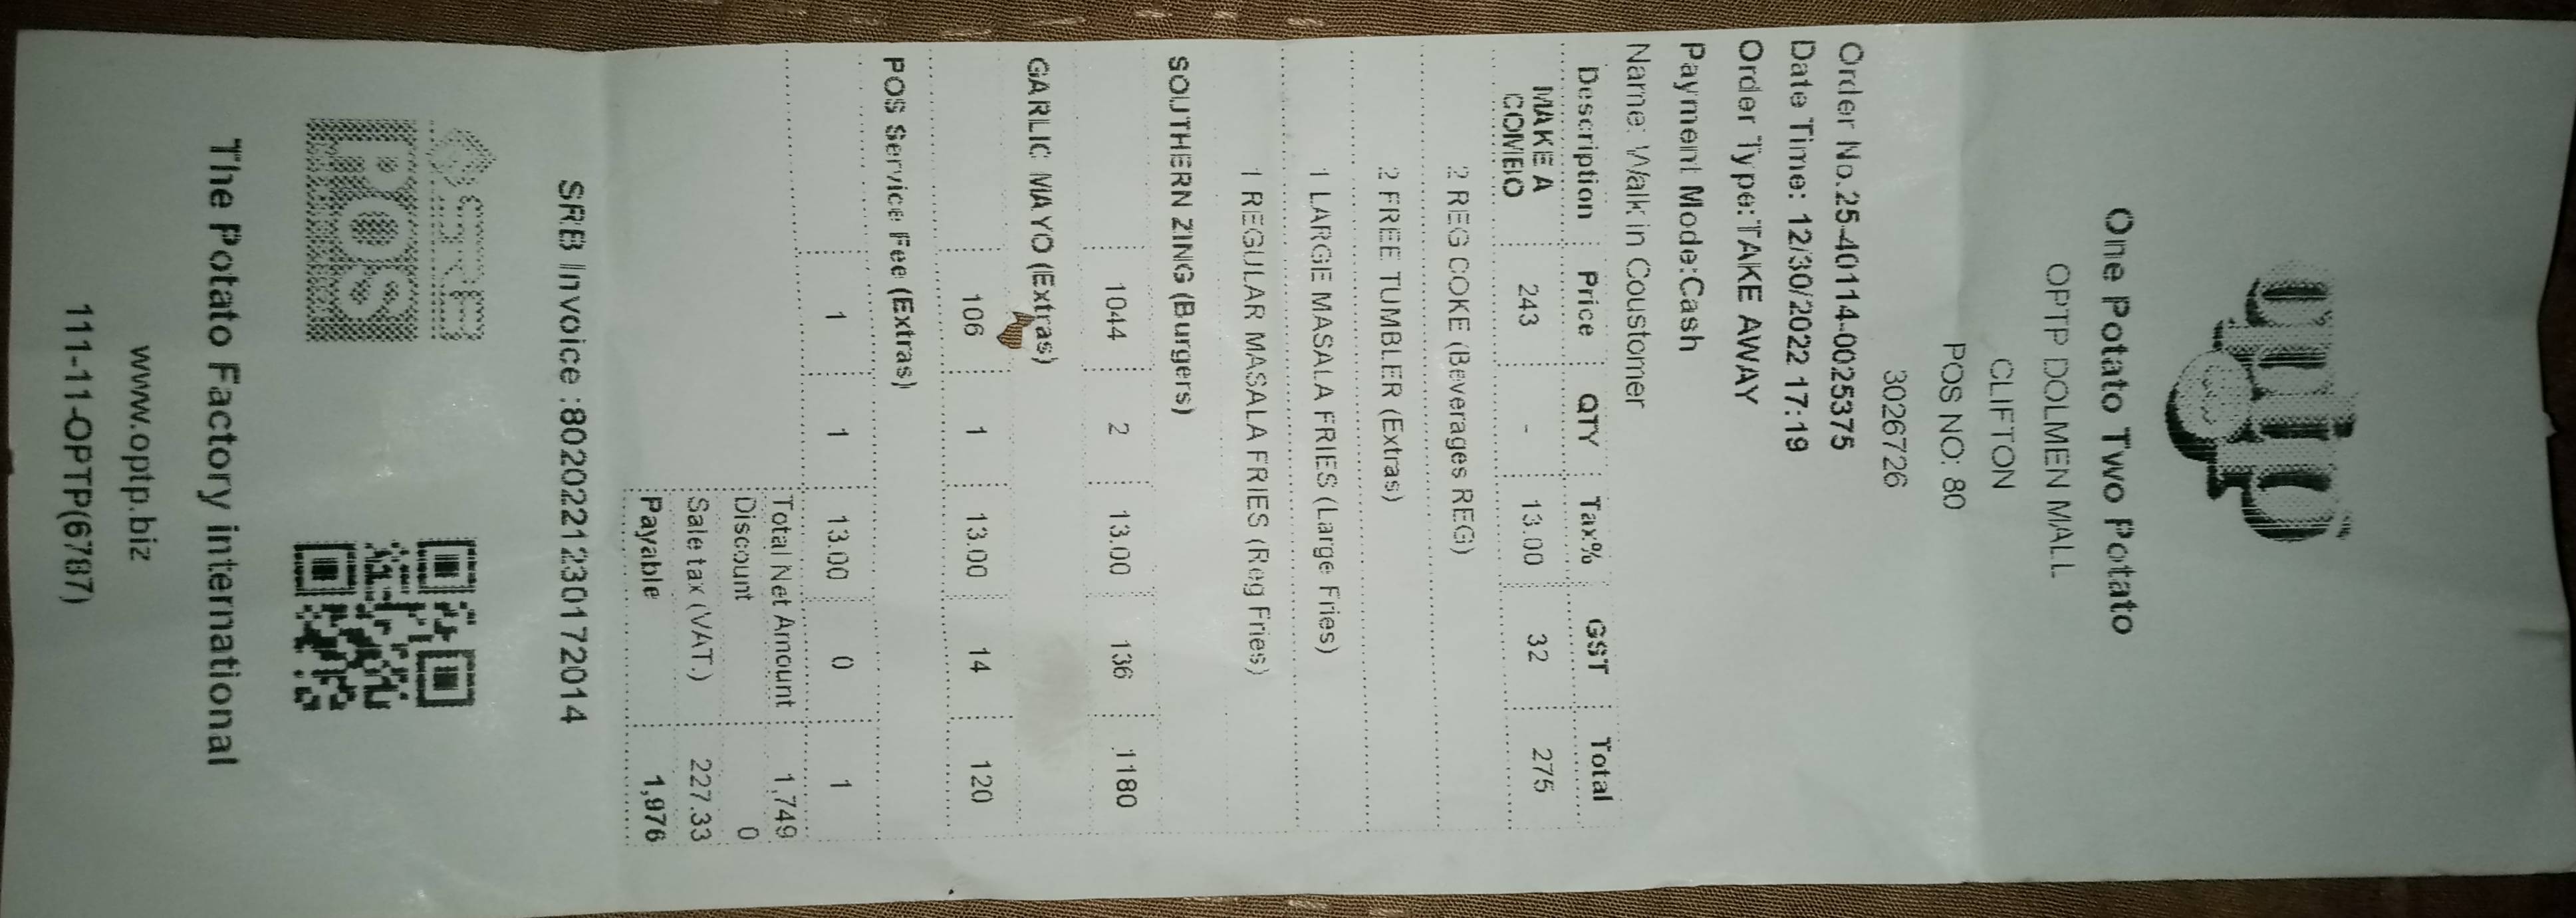 optp
One Potato Two Potato
OPTP DOLMEN MALL
CLIFTON
POS NO: 80
30267726
Order No.25-40114-0025375
Date Time: 12/30/2022 17:19
Order Type:TAKE AWAY
Payment Mode:Cash
Name: Walk in Coustomer
Description Price QTY Tax% GST Total
MAKE A COMBO 243 - 13.00 32 275
2 REG COKE (Beverages REG)
2 FREE TUMBLER (Extras)
1 LARGE MASALA FRIES (Large Fries)
1 REGULAR MASALA FRIES (Reg Fries)
SOUTHERN ZING (Burgers)
1044 2 13.00 136 1180
GARLIC MAYO (Extras)
106 1 13.00 14 120
POS Service Fee (Extras)
1 1 13.00 0 1
Total Net Amount 1,749
Discount 0
Sale tax (VAT.) 227.33
Payable 1,976
SRB Invoice :80202212230172014
SRB
POS
The Potato Factory international
www.optp.biz
111-11-OPTP(6787)